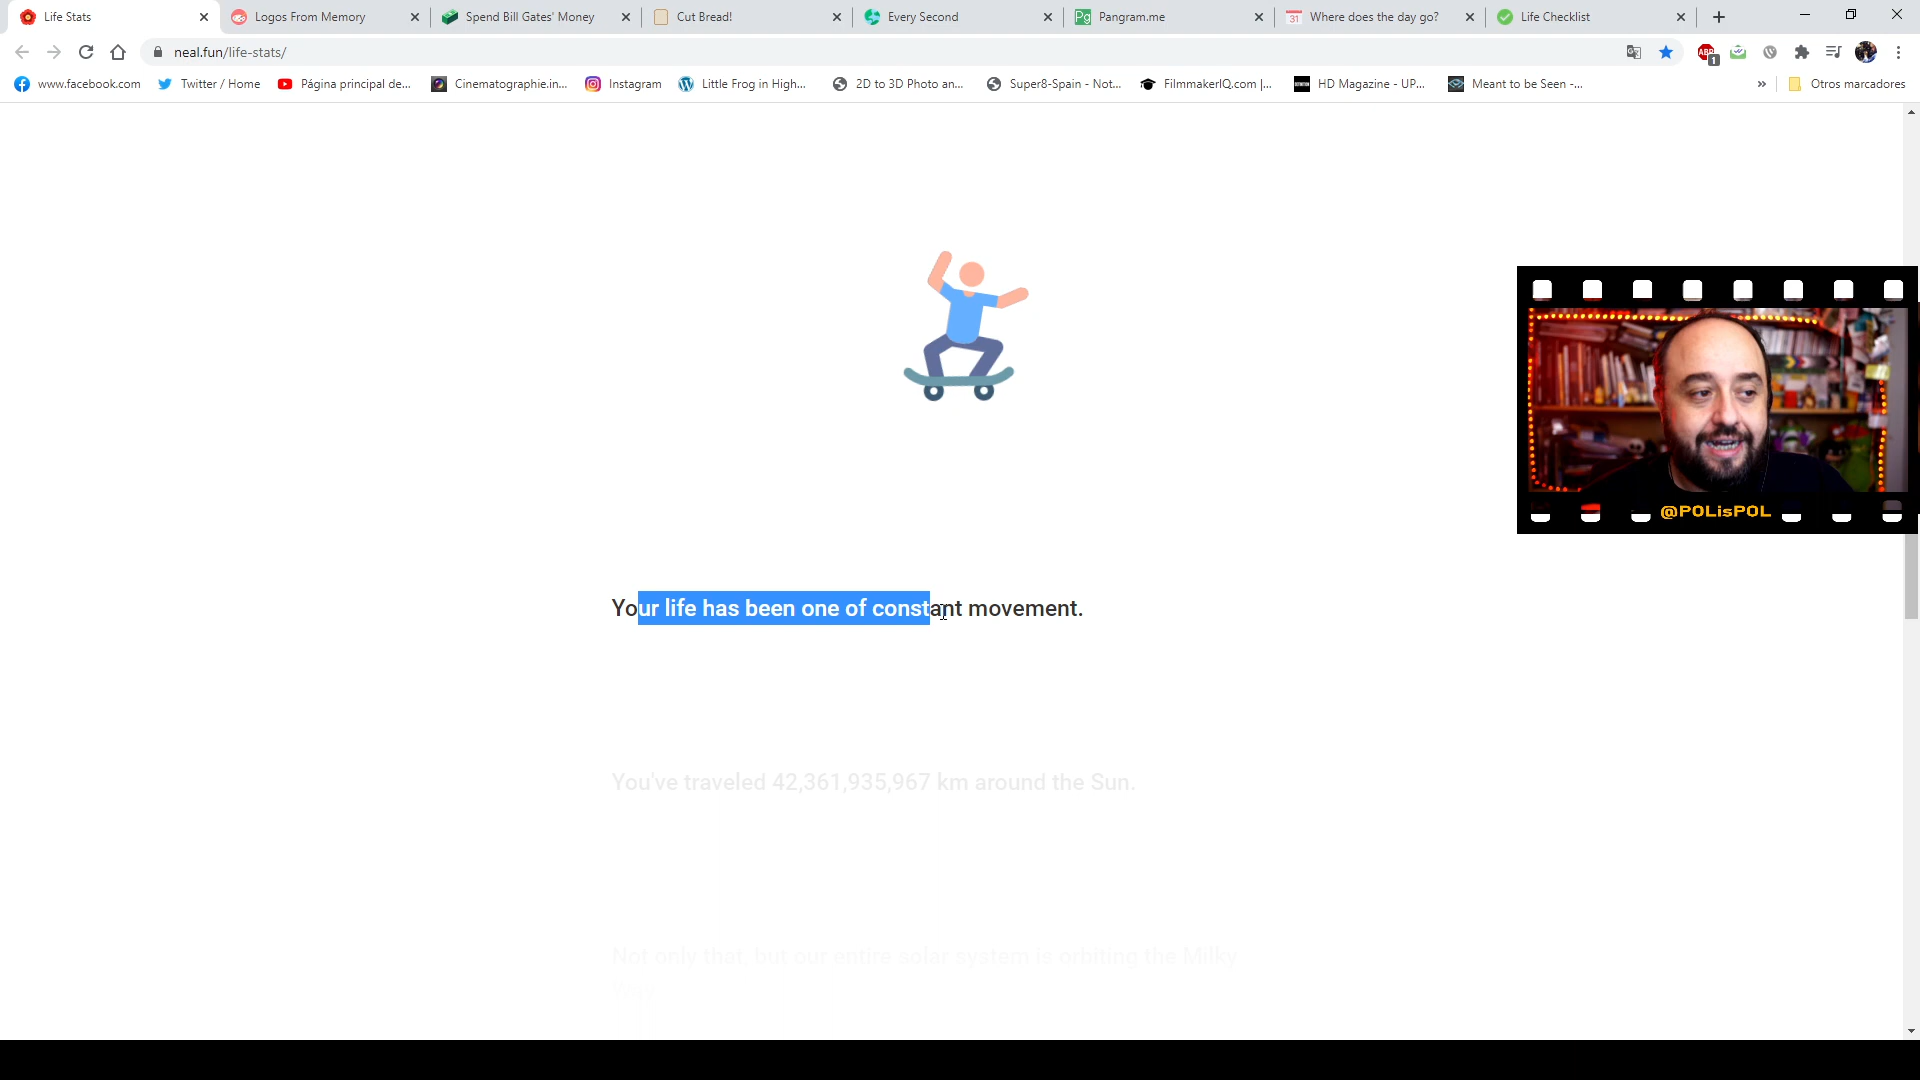 Life Stats
Logos From Memory
Spend Bill Gates' Money
Cut Bread!
Every Second
Pg Pangram.me
31 Where does the day go?
Life Checklist
neal.fun/life-stats/
ABP 1
www.facebook.com
Twitter / Home
Página principal de...
Cinematographie.in...
Instagram
Little Frog in High...
2D to 3D Photo an...
Super8-Spain - Not...
FilmmakerIQ.com |...
HD Magazine - UP...
Meant to be Seen -...
»
Otros marcadores
@POLisPOL
Your life has been one of constant movement.
You've traveled 42,361,935,967 km around the Sun.
Not only that, but our entire solar system is orbiting the Milky
Way.